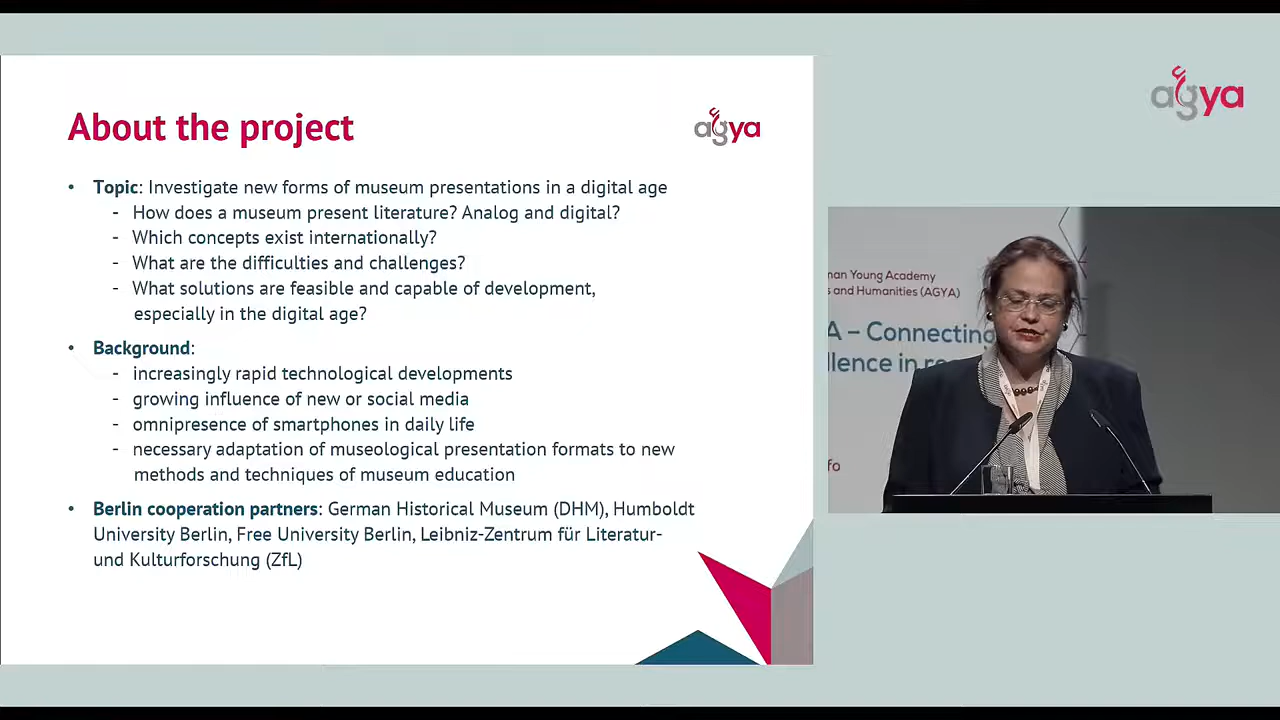 About the project
agya
• Topic: Investigate new forms of museum presentations in a digital age
- How does a museum present literature? Analog and digital?
- Which concepts exist internationally?
- What are the difficulties and challenges?
- What solutions are feasible and capable of development,
especially in the digital age?
• Background:
- increasingly rapid technological developments
- growing influence of new or social media
- omnipresence of smartphones in daily life
- necessary adaptation of museological presentation formats to new
methods and techniques of museum education
• Berlin cooperation partners: German Historical Museum (DHM), Humboldt
University Berlin, Free University Berlin, Leibniz-Zentrum für Literatur-
und Kulturforschung (ZfL)
agya
man Young Academy
s and Humanities (AGYA)
A – Connecting
llence in re
fo